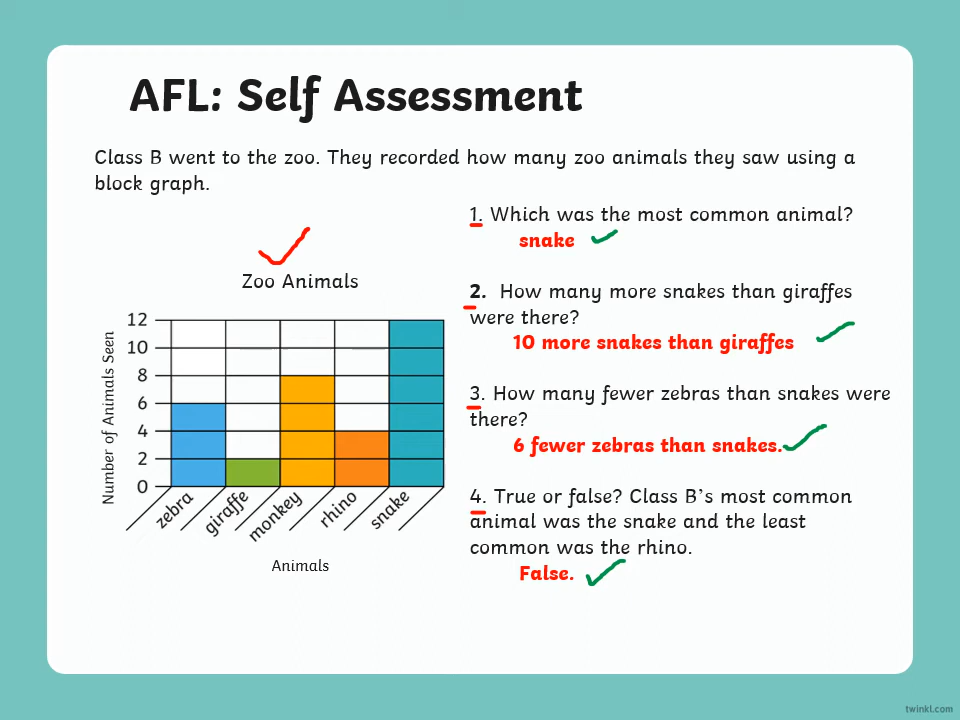 AFL: Self Assessment
Class B went to the zoo. They recorded how many zoo animals they saw using a
block graph.
Zoo Animals
Number of Animals Seen
12
10
8
6
4
2
0
zebra
giraffe
monkey
rhino
snake
Animals
1. Which was the most common animal?
snake
2. How many more snakes than giraffes
were there?
10 more snakes than giraffes
3. How many fewer zebras than snakes were
there?
6 fewer zebras than snakes.
4. True or false? Class B's most common
animal was the snake and the least
common was the rhino.
False.
twinkl.com